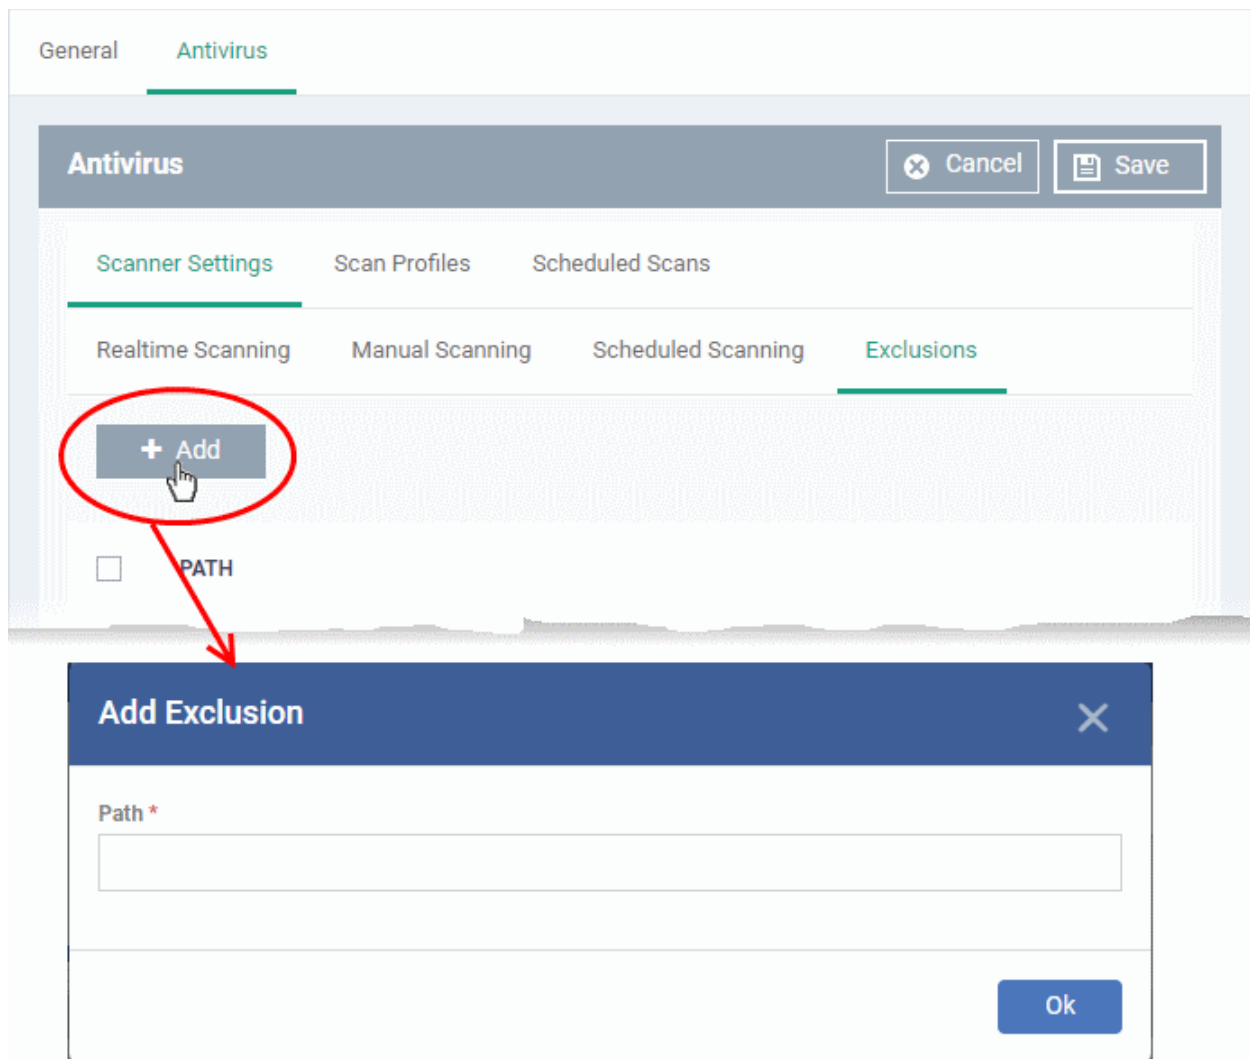 General Antivirus
Antivirus Cancel Save
Scanner Settings Scan Profiles Scheduled Scans
Realtime Scanning Manual Scanning Scheduled Scanning Exclusions
+ Add
PATH
Add Exclusion
Path *
Ok